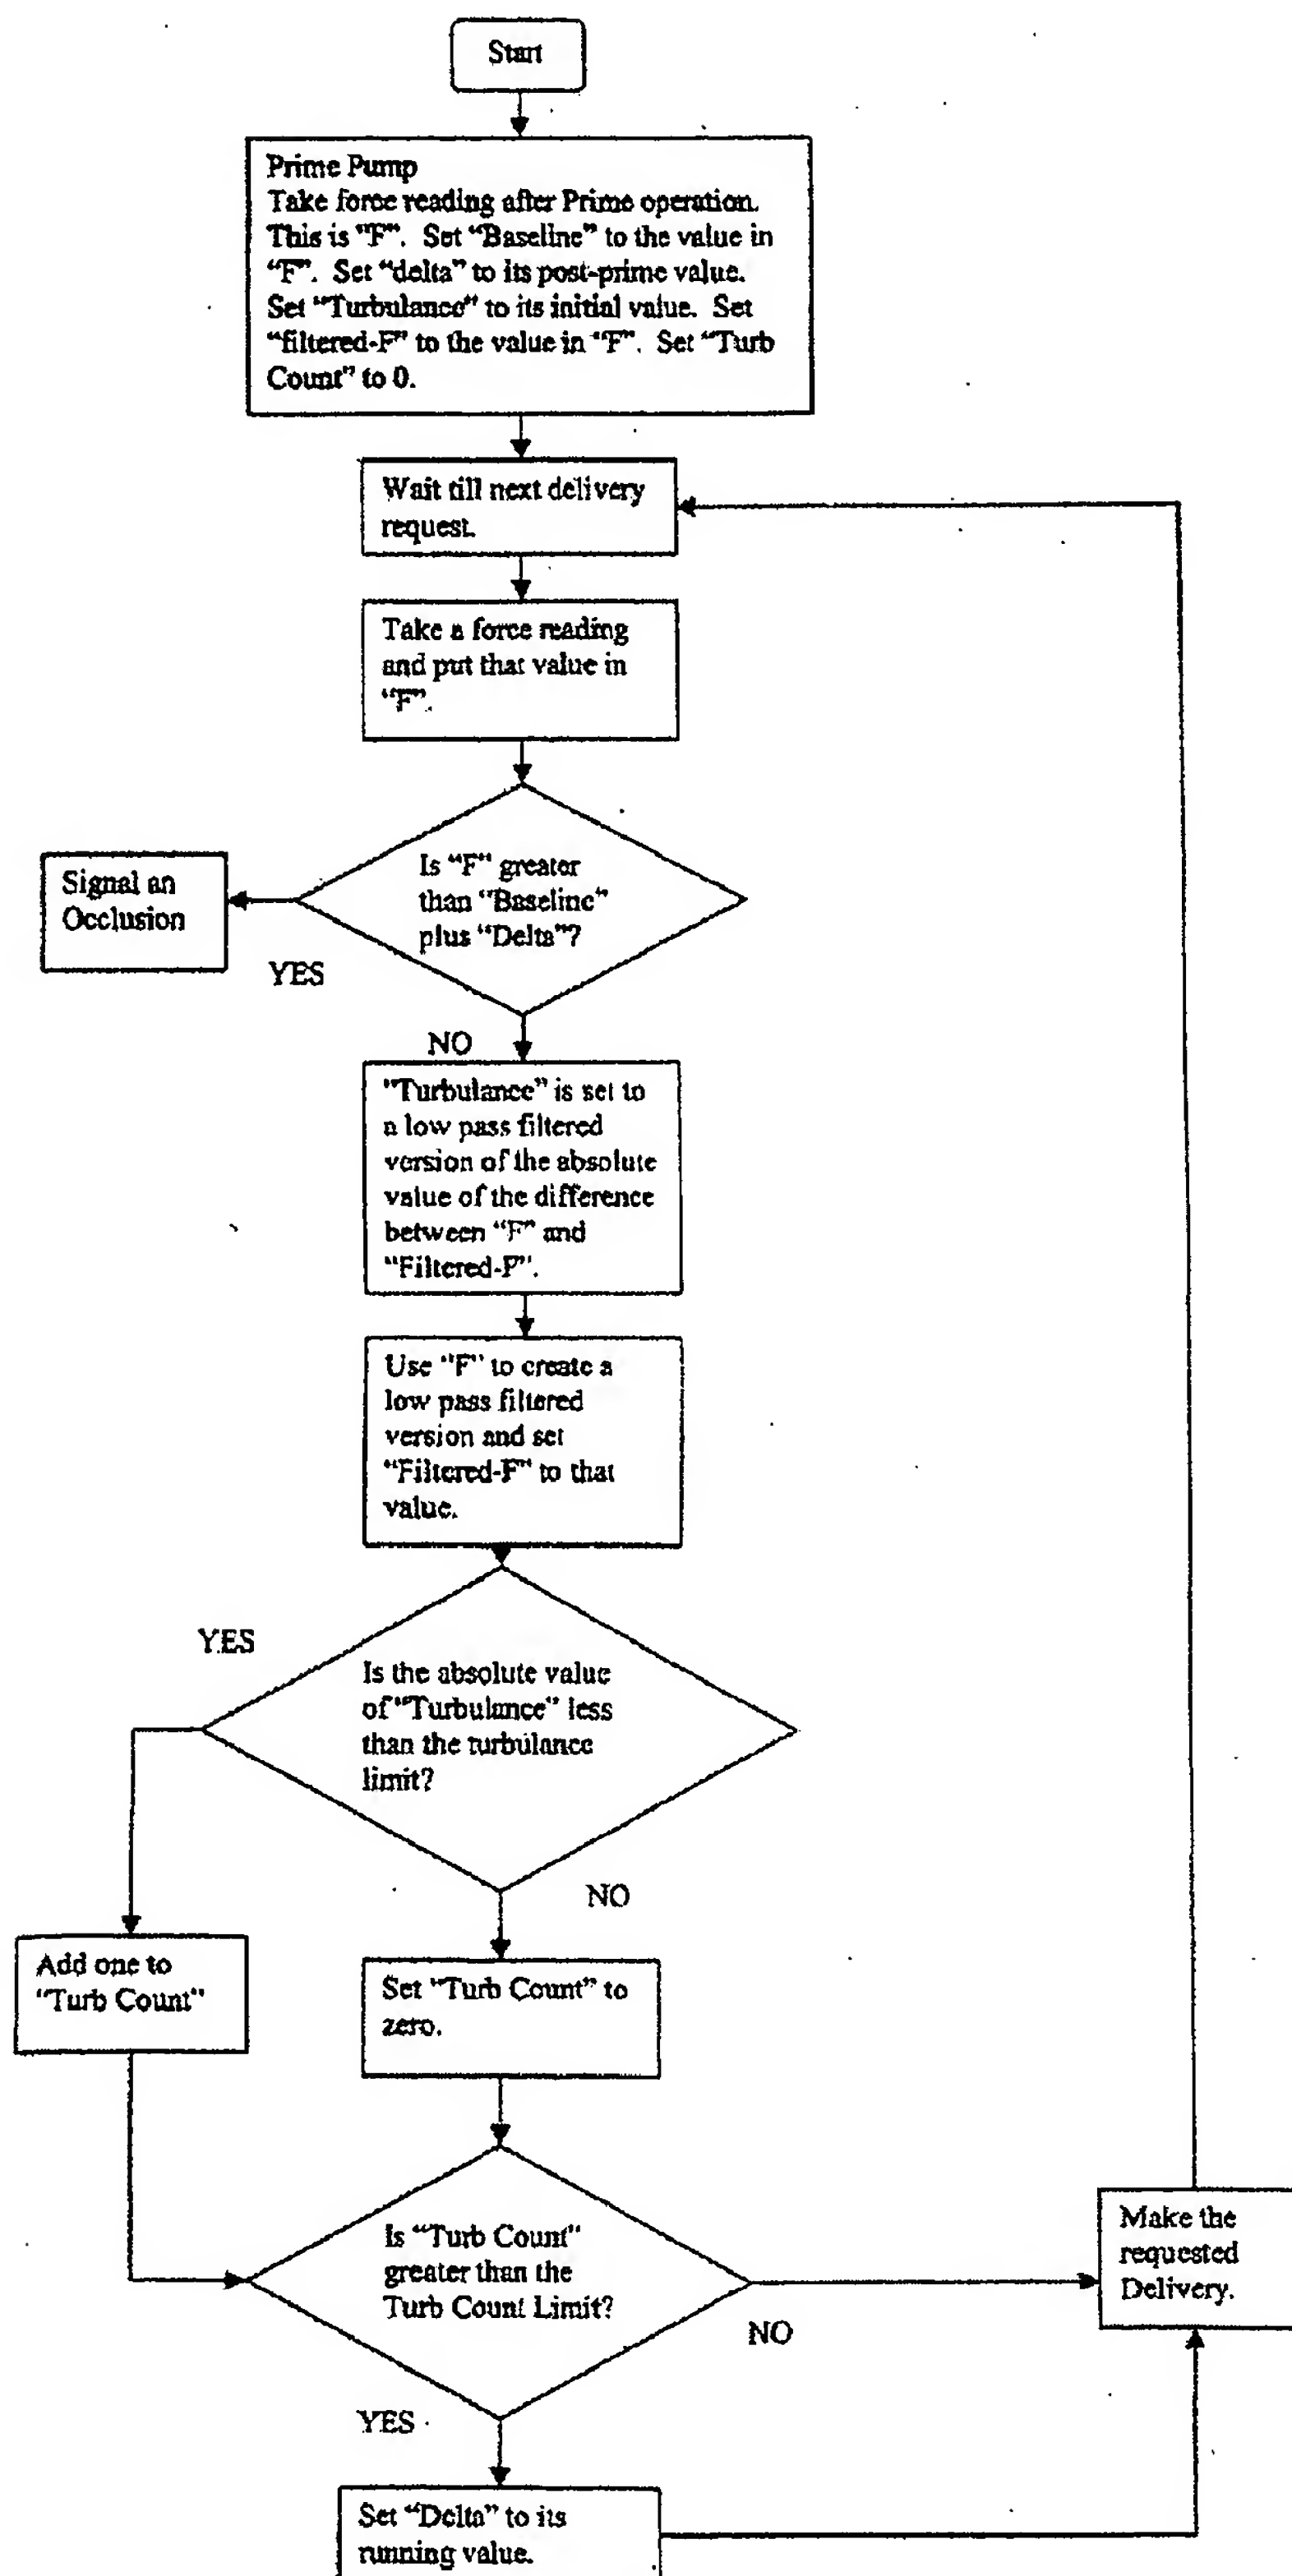 Start
Prime Pump
Take force reading after Prime operation.
This is "F". Set "Baseline" to the value in
"F". Set "delta" to its post-prime value.
Set "Turbulance" to its initial value. Set
"filtered-F" to the value in "F". Set "Turb
Count" to 0.
Wait till next delivery
request.
Take a force reading
and put that value in
"F".
Is "F" greater
than "Baseline"
plus "Delta"?
Signal an
Occlusion
YES
NO
"Turbulance" is set to
a low pass filtered
version of the absolute
value of the difference
between "F" and
"Filtered-F".
Use "F" to create a
low pass filtered
version and set
"Filtered-F" to that
value.
YES
Is the absolute value
of "Turbulance" less
than the turbulance
limit?
NO
Add one to
"Turb Count"
Set "Turb Count" to
zero.
Is "Turb Count"
greater than the
Turb Count Limit?
NO
Make the
requested
Delivery.
YES
Set "Delta" to its
running value.